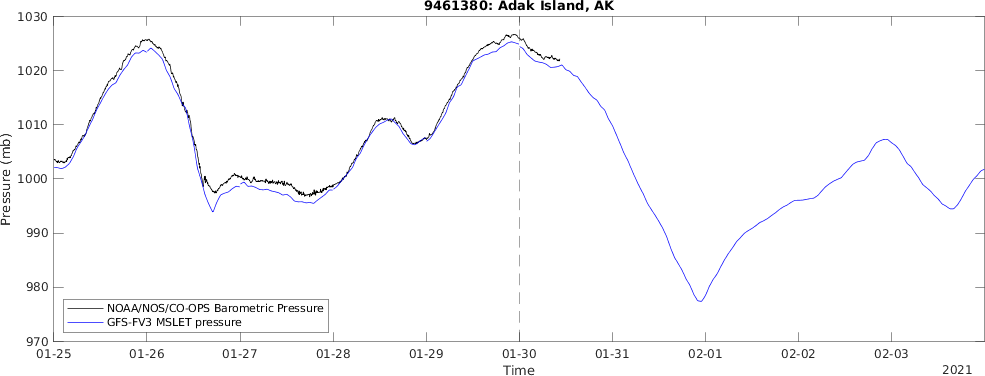 9461380: Adak Island, AK
Pressure (mb)
1030
1020
1010
1000
990
980
970
NOAA/NOS/CO-OPS Barometric Pressure
GFS-FV3 MSLET pressure
01-25 01-26 01-27 01-28 01-29 01-30 01-31 02-01 02-02 02-03
Time
2021